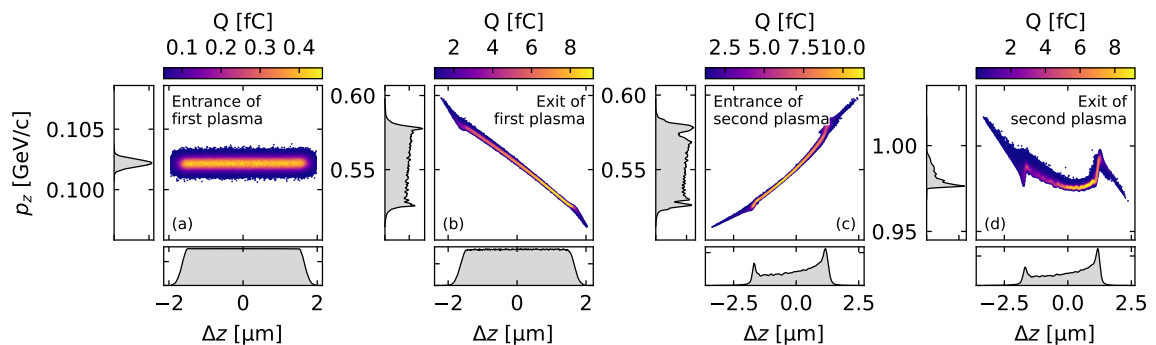 Q [fC] Q [fC] Q [fC] Q [fC]
0.1 0.2 0.3 0.4 2 4 6 8 2.5 5.0 7.5 10.0 2 4 6 8
Entrance of
first plasma
Exit of
first plasma
Entrance of
second plasma
Exit of
second plasma
p_z [GeV/c]
0.105
0.100
0.60
0.55
0.60
0.55
1.00
0.95
(a) (b) (c) (d)
−2 0 2 −2 0 2 −2.5 0.0 2.5 −2.5 0.0 2.5
Δz [μm] Δz [μm] Δz [μm] Δz [μm]